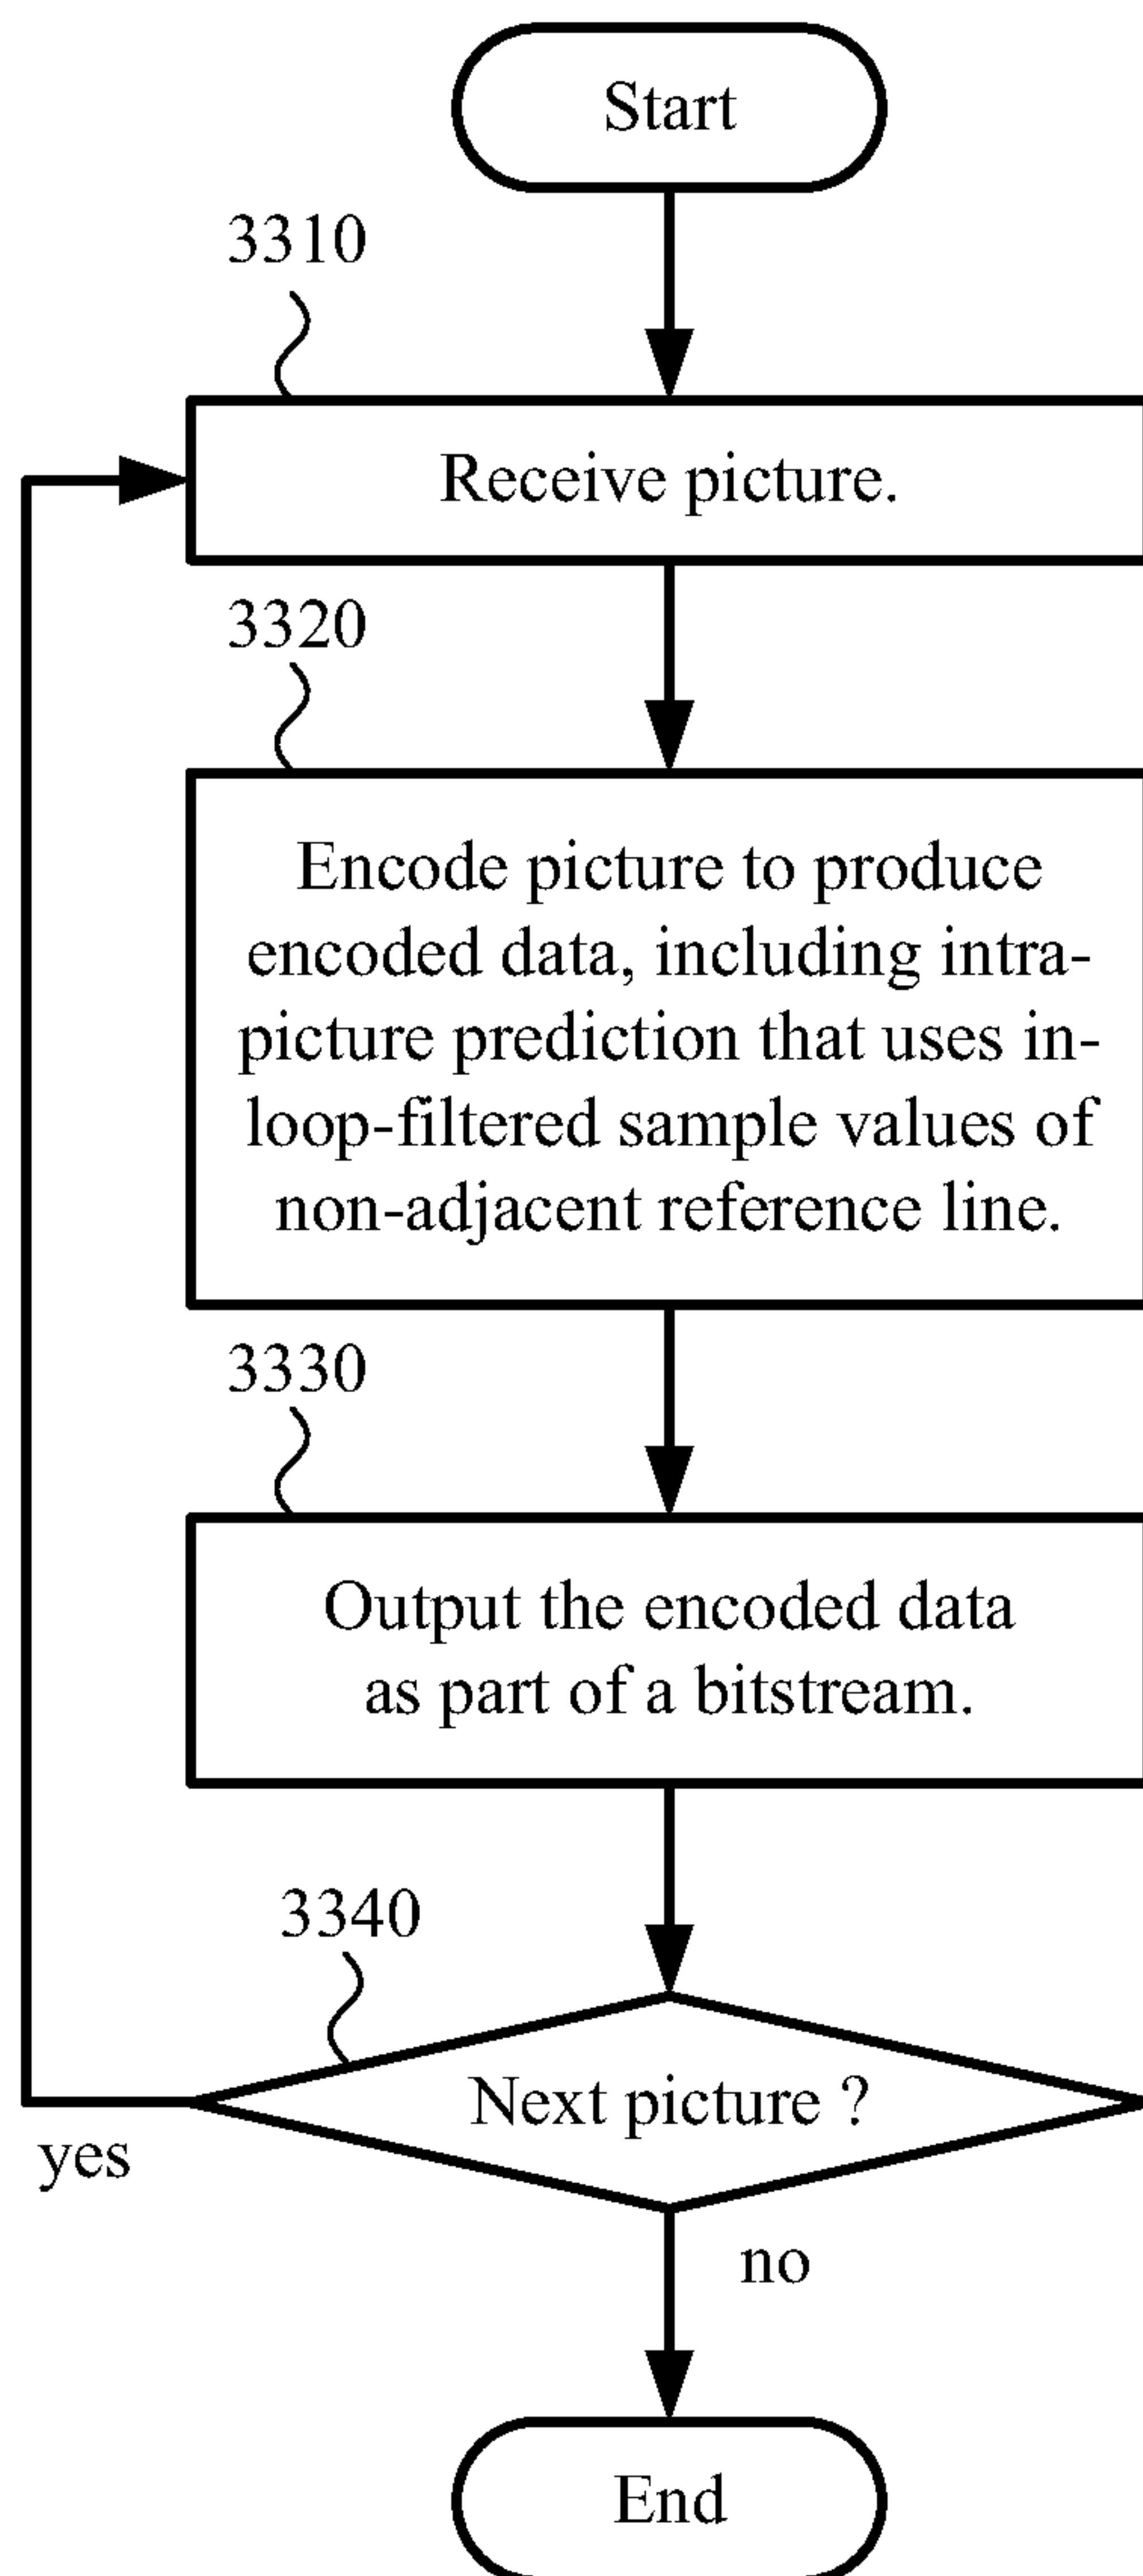 Start
3310
Receive picture.
3320
Encode picture to produce
encoded data, including intra-
picture prediction that uses in-
loop-filtered sample values of
non-adjacent reference line.
3330
Output the encoded data
as part of a bitstream.
3340
Next picture ?
yes
no
End